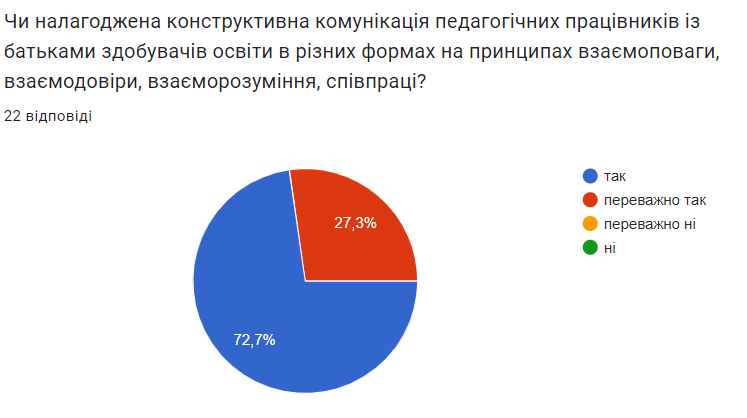 Чи налагоджена конструктивна комунікація педагогічних працівників із
батьками здобувачів освіти в різних формах на принципах взаємоповаги,
взаємодовіри, взаєморозуміння, співпраці?
22 відповіді
так
переважно так
переважно ні
ні
27,3%
72,7%